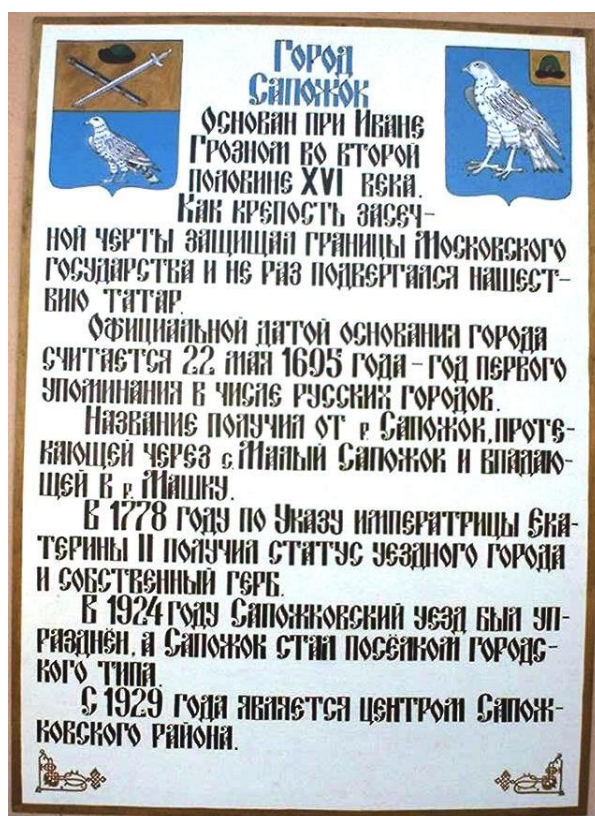 Город
Сапожок
Основан при Иване
Грозном во второй
половине XVI века.
Как крепость засеч-
ной черты защищал границы Московского
государства и не раз подвергался нашест-
вию татар.
Официальной датой основания города
считается 22 мая 1695 года - год первого
упоминания в числе русских городов.
Название получил от р. Сапожок, проте-
кающей через с. Малый Сапожок и впадаю-
щей в р. Машку.
В 1778 году по Указу императрицы Ека-
терины II получил статус уездного города
и собственный герб.
В 1924 году Сапожковский уезд был уп-
разднён, а Сапожок стал посёлком городс-
кого типа.
С 1929 года является центром Сапож-
ковского района.